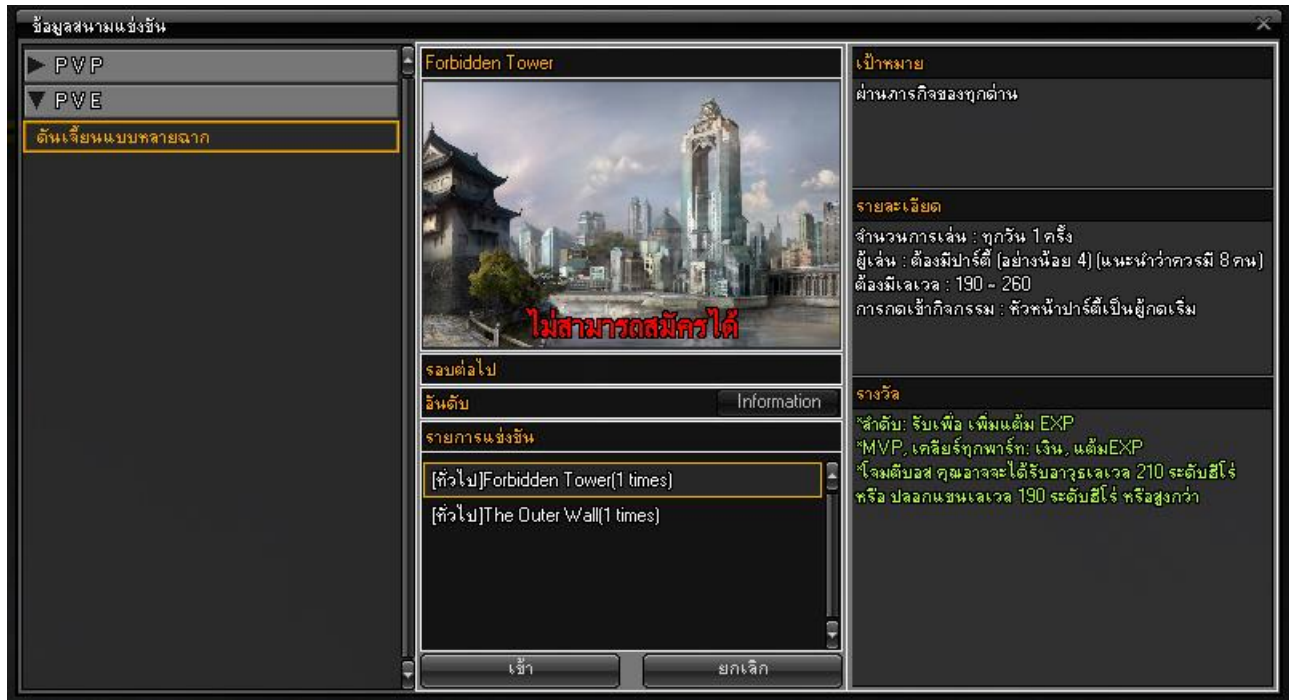 ข้อมูลสนามแข่งขัน
PVP
PVE
ดันเจี้ยนแบบหลายฉาก
Forbidden Tower
ไม่สามารถสมัครได้
รอบต่อไป
อันดับ
Information
รายการแข่งขัน
[ทั่วไป]Forbidden Tower(1 times)
[ทั่วไป]The Outer Wall(1 times)
เข้า
ยกเลิก
เป้าหมาย
ผ่านภารกิจของทุกด่าน
รายละเอียด
จำนวนการเล่น : ทุกวัน 1 ครั้ง
ผู้เล่น : ต้องมีปาร์ตี้ (อย่างน้อย 4) (แนะนำว่าควรมี 8 คน)
ต้องมีเลเวล : 190 ~ 260
การกดเข้ากิจกรรม : หัวหน้าปาร์ตี้เป็นผู้กดเริ่ม
รางวัล
*ลำดับ: รับเพื่อ เพิ่มแต้ม EXP
*MVP, เคลียร์ทุกพาร์ท: เงิน, แต้มEXP
*โจมตีบอส คุณอาจจะได้รับอาวุธเลเวล 210 ระดับฮีโร่
หรือ ปลอกแขนเลเวล 190 ระดับฮีโร่ หรือสูงกว่า